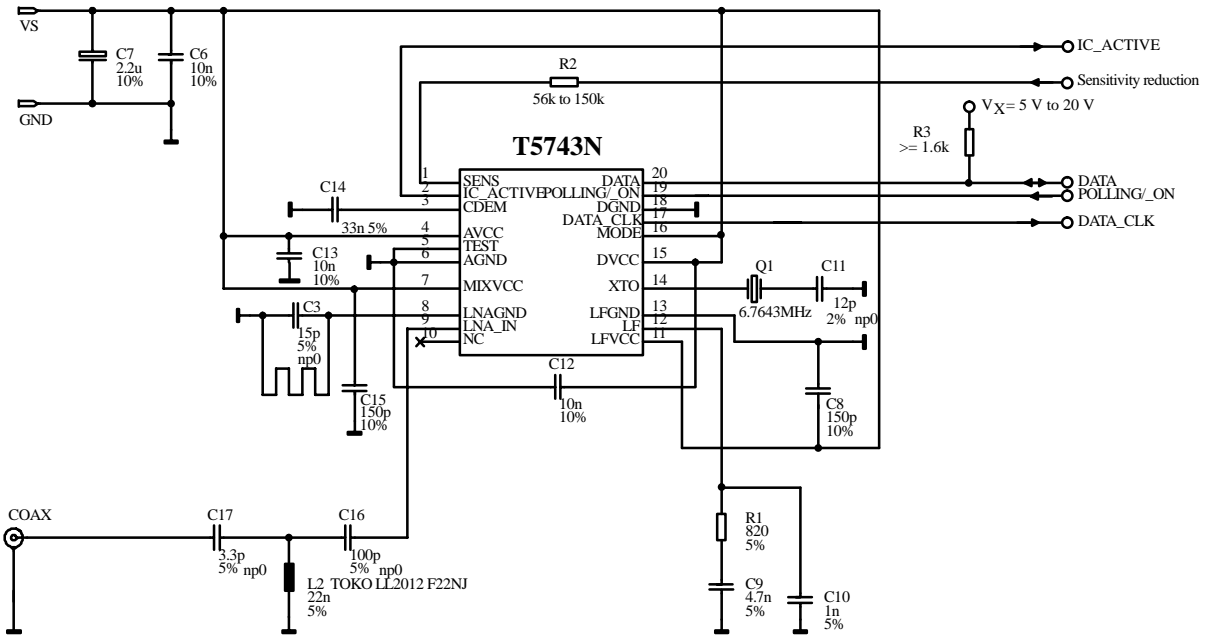 VS
C7
2.2u
10%
C6
10n
10%
GND
IC_ACTIVE
R2
56k to 150k
Sensitivity reduction
VX= 5 V to 20 V
R3
>= 1.6k
T5743N
1 SENS
2 IC_ACTIVE
3 CDEM
4 AVCC
5 TEST
6 AGND
7 MIXVCC
8 LNAGND
9 LNA_IN
10 NC
DATA 20
POLLING/_ON 19
DGND 18
DATA_CLK 17
MODE 16
DVCC 15
XTO 14
LFGND 13
LF 12
LFVCC 11
DATA
POLLING/_ON
DATA_CLK
C14
33n 5%
C13
10n
10%
C3
15p
5%
np0
C15
150p
10%
C12
10n
10%
Q1
6.7643MHz
C11
12p
2% np0
C8
150p
10%
COAX
C17
3.3p
5% np0
C16
100p
5% np0
L2 TOKO LL2012 F22NJ
22n
5%
R1
820
5%
C9
4.7n
5%
C10
1n
5%